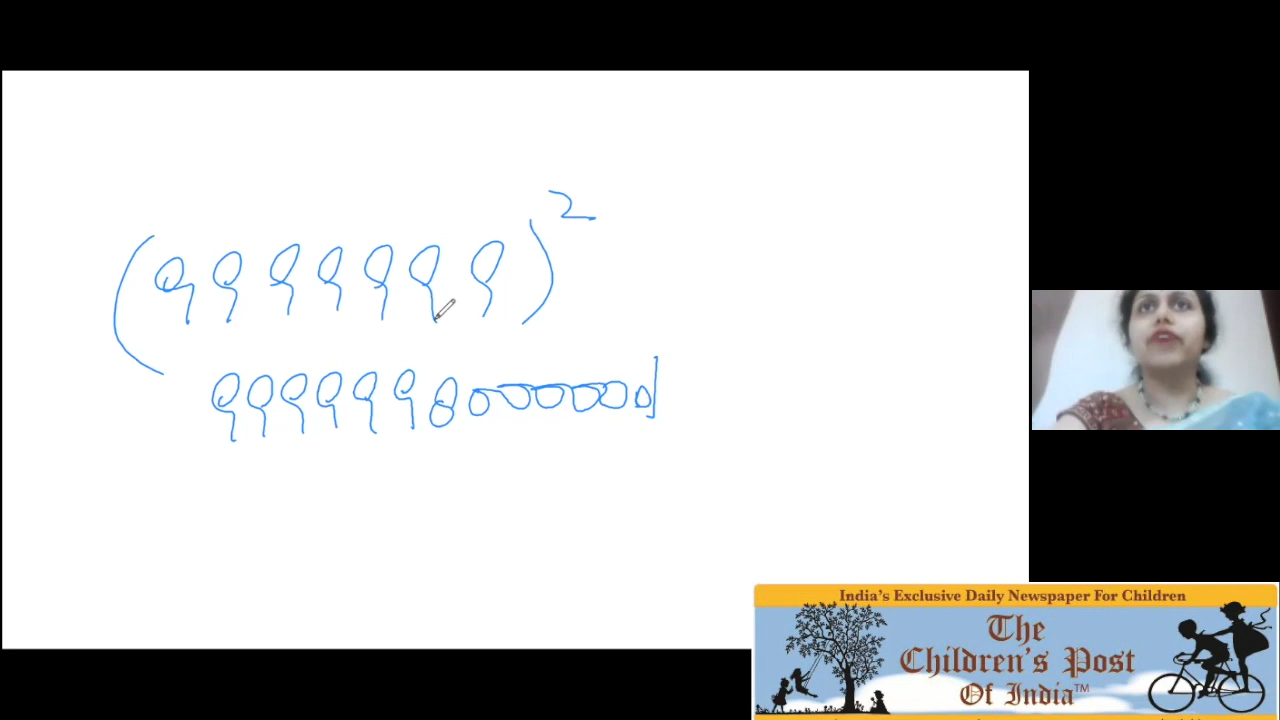 (9999999)²
99999980000001
India's Exclusive Daily Newspaper For Children
The
Children's Post
Of India™